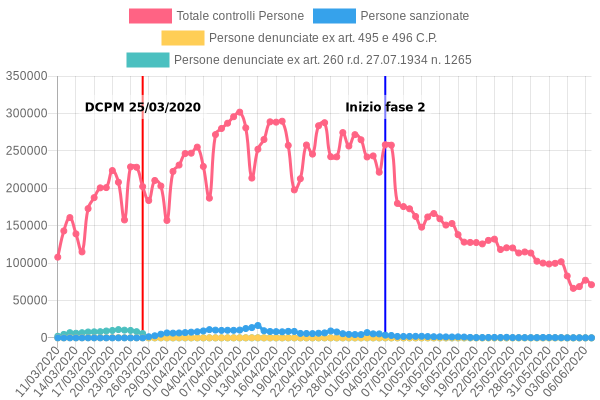 Totale controlli Persone Persone sanzionate
Persone denunciate ex art. 495 e 496 C.P.
Persone denunciate ex art. 260 r.d. 27.07.1934 n. 1265
350000
300000
DCPM 25/03/2020 Inizio fase 2
250000
200000
150000
100000
50000
0
11/03/2020 14/03/2020 17/03/2020 20/03/2020 23/03/2020 26/03/2020 29/03/2020 01/04/2020 04/04/2020 07/04/2020 10/04/2020 13/04/2020 16/04/2020 19/04/2020 22/04/2020 25/04/2020 28/04/2020 01/05/2020 04/05/2020 07/05/2020 10/05/2020 13/05/2020 16/05/2020 19/05/2020 22/05/2020 25/05/2020 28/05/2020 31/05/2020 03/06/2020 06/06/2020